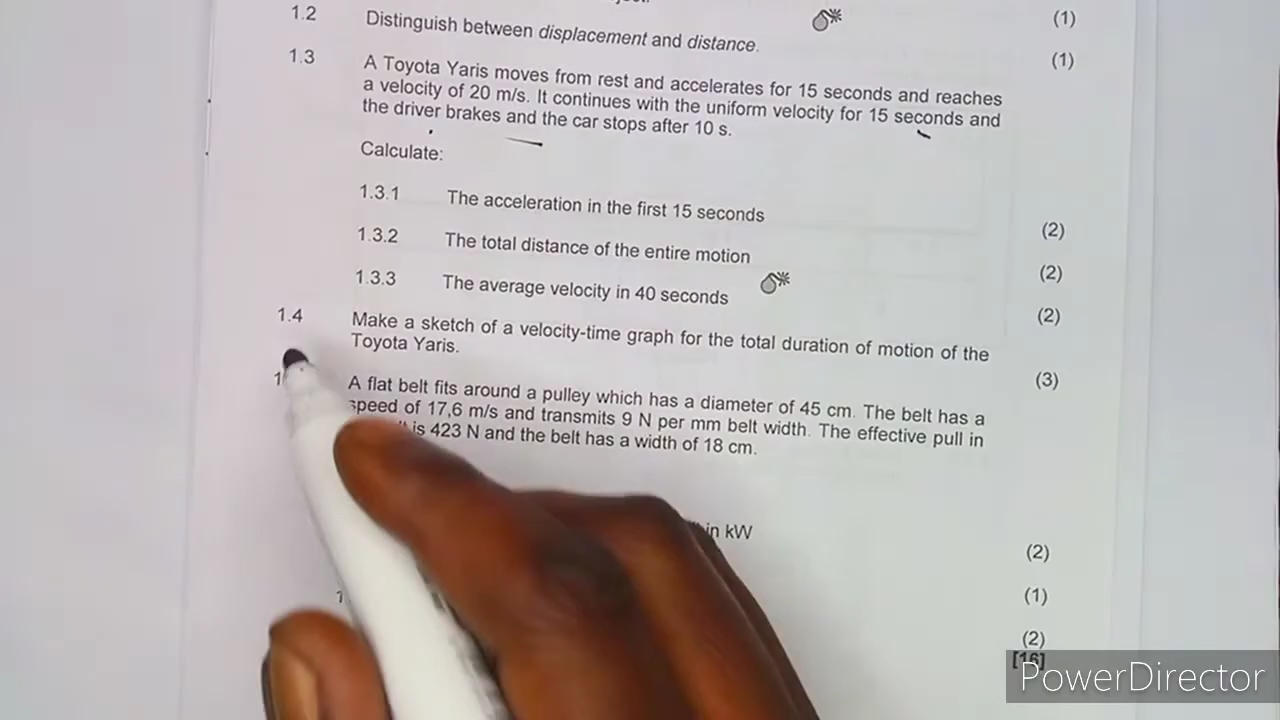 1.2 Distinguish between displacement and distance. (1)
(1)
1.3 A Toyota Yaris moves from rest and accelerates for 15 seconds and reaches
a velocity of 20 m/s. It continues with the uniform velocity for 15 seconds and
the driver brakes and the car stops after 10 s.
Calculate:
1.3.1 The acceleration in the first 15 seconds (2)
1.3.2 The total distance of the entire motion (2)
1.3.3 The average velocity in 40 seconds (2)
1.4 Make a sketch of a velocity-time graph for the total duration of motion of the
Toyota Yaris. (3)
A flat belt fits around a pulley which has a diameter of 45 cm. The belt has a
speed of 17,6 m/s and transmits 9 N per mm belt width. The effective pull in
is 423 N and the belt has a width of 18 cm.
in kW (2)
(1)
(2)
[16]
PowerDirector